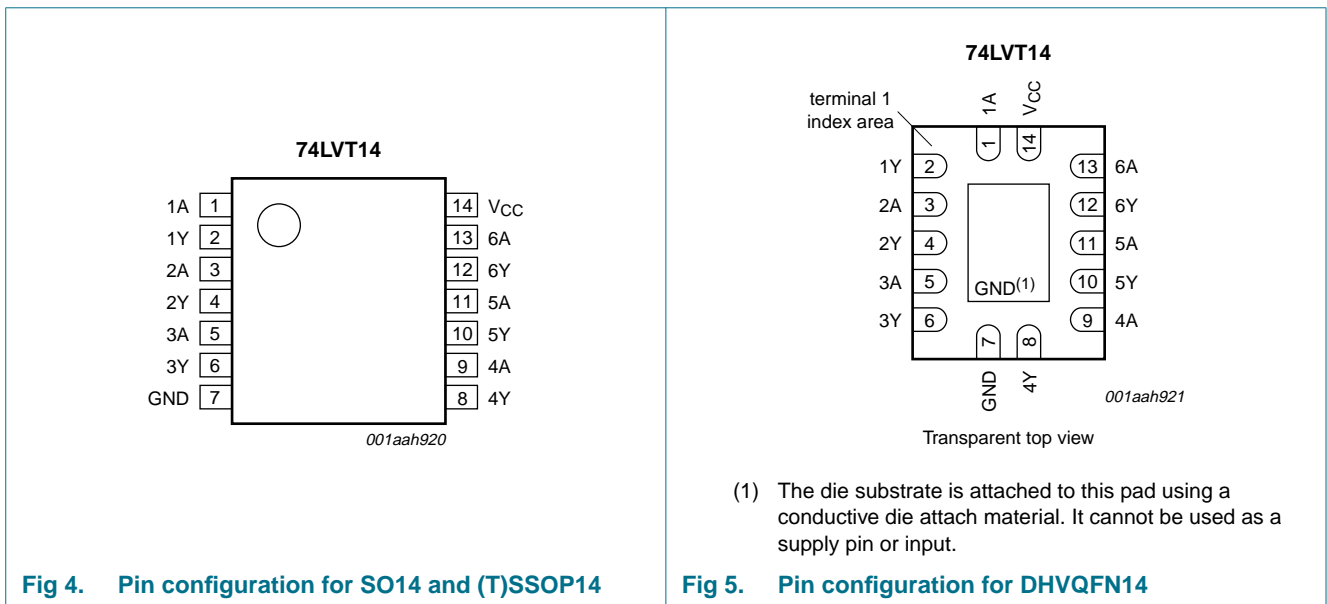 74LVT14
1A 1 14 VCC
1Y 2 13 6A
2A 3 12 6Y
2Y 4 11 5A
3A 5 10 5Y
3Y 6 9 4A
GND 7 8 4Y
001aah920
Fig 4. Pin configuration for SO14 and (T)SSOP14
74LVT14
terminal 1
index area
1A VCC
1 14
1Y 2 13 6A
2A 3 12 6Y
2Y 4 11 5A
3A 5 10 5Y
GND(1)
3Y 6 9 4A
7 8
GND 4Y
001aah921
Transparent top view
(1) The die substrate is attached to this pad using a
conductive die attach material. It cannot be used as a
supply pin or input.
Fig 5. Pin configuration for DHVQFN14